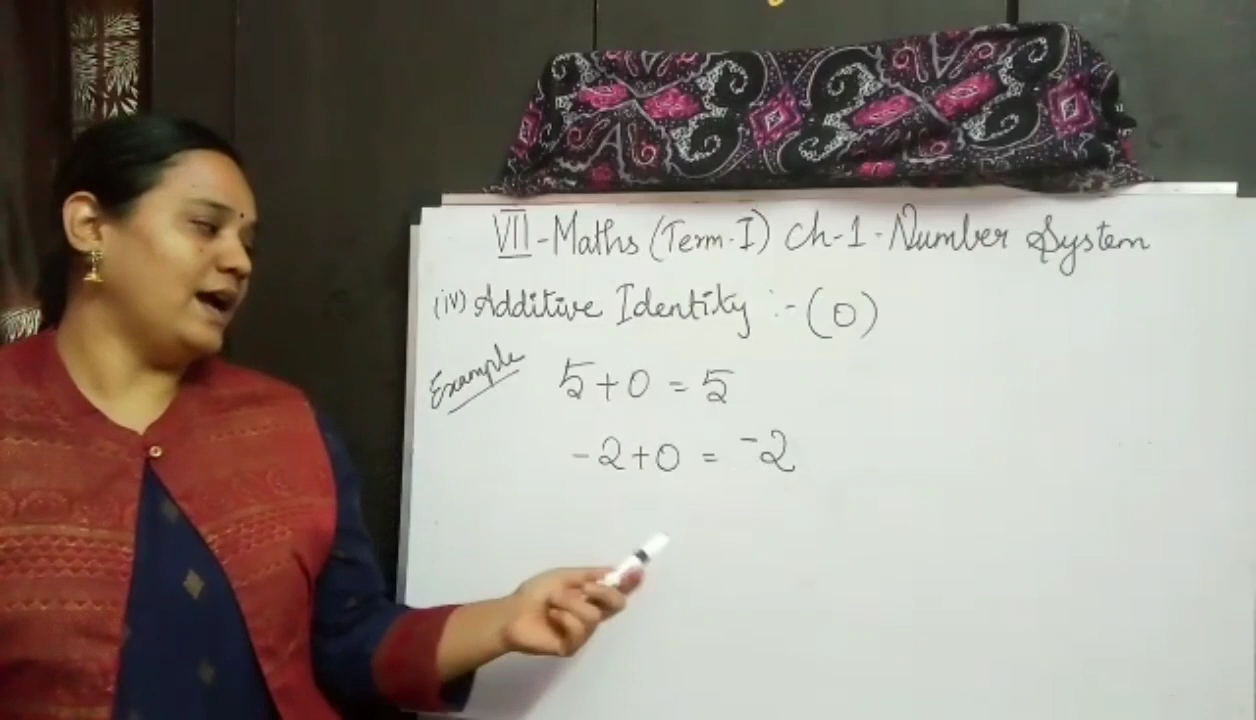 VII - Maths (Term-I) Ch-1 - Number System
(iv) Additive Identity :- (0)
Example 5+0 = 5
-2+0 = -2